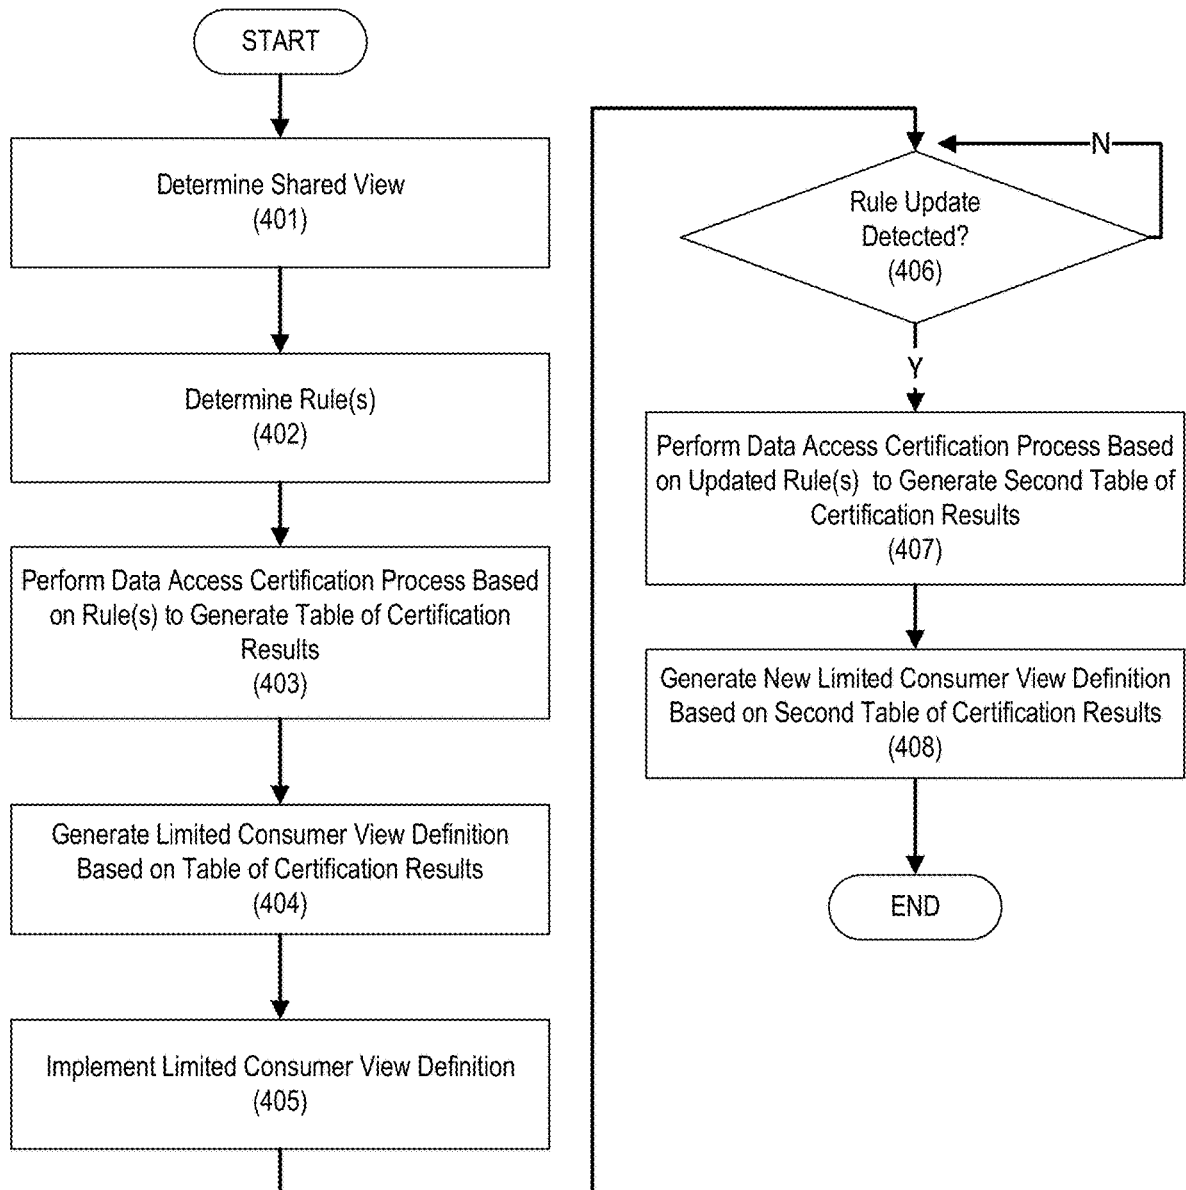 START
Determine Shared View
(401)
Determine Rule(s)
(402)
Perform Data Access Certification Process Based
on Rule(s) to Generate Table of Certification
Results
(403)
Generate Limited Consumer View Definition
Based on Table of Certification Results
(404)
Implement Limited Consumer View Definition
(405)
N
Rule Update
Detected?
(406)
Y
Perform Data Access Certification Process Based
on Updated Rule(s) to Generate Second Table of
Certification Results
(407)
Generate New Limited Consumer View Definition
Based on Second Table of Certification Results
(408)
END